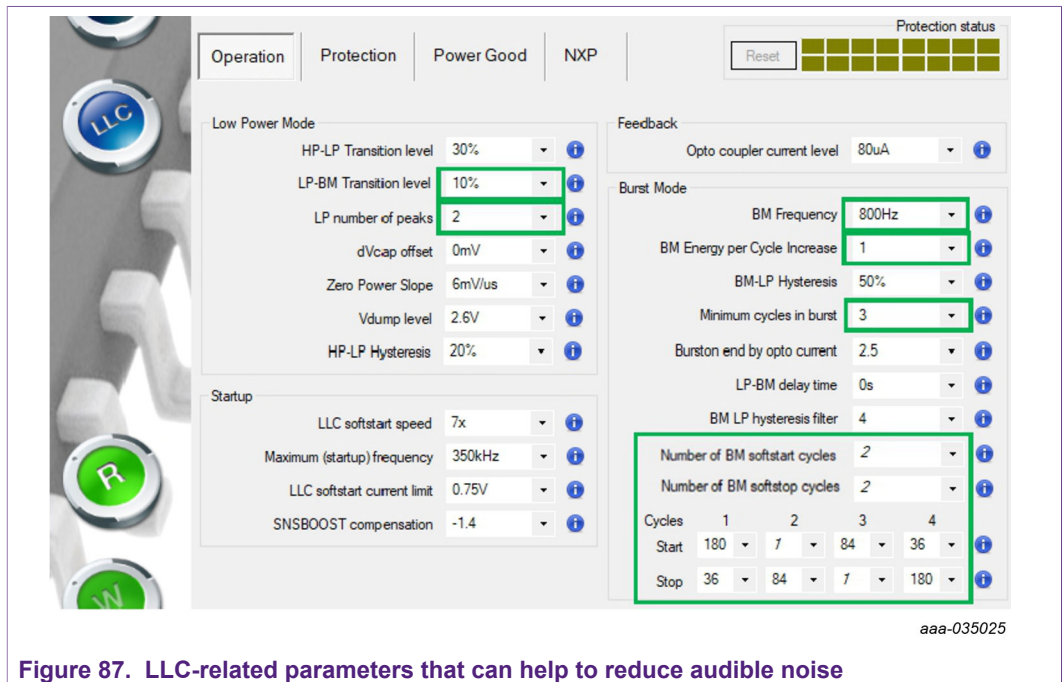 Protection status
Operation Protection Power Good NXP Reset
LLC
Low Power Mode
HP-LP Transition level 30%
LP-BM Transition level 10%
LP number of peaks 2
dVcap offset 0mV
Zero Power Slope 6mV/us
Vdump level 2.6V
HP-LP Hysteresis 20%
Startup
LLC softstart speed 7x
Maximum (startup) frequency 350kHz
LLC softstart current limit 0.75V
SNSBOOST compensation -1.4
Feedback
Opto coupler current level 80uA
Burst Mode
BM Frequency 800Hz
BM Energy per Cycle Increase 1
BM-LP Hysteresis 50%
Minimum cycles in burst 3
Burston end by opto current 2.5
LP-BM delay time 0s
BM LP hysteresis filter 4
Number of BM softstart cycles 2
Number of BM softstop cycles 2
Cycles 1 2 3 4
Start 180 1 84 36
Stop 36 84 1 180
R
W
aaa-035025
Figure 87. LLC-related parameters that can help to reduce audible noise